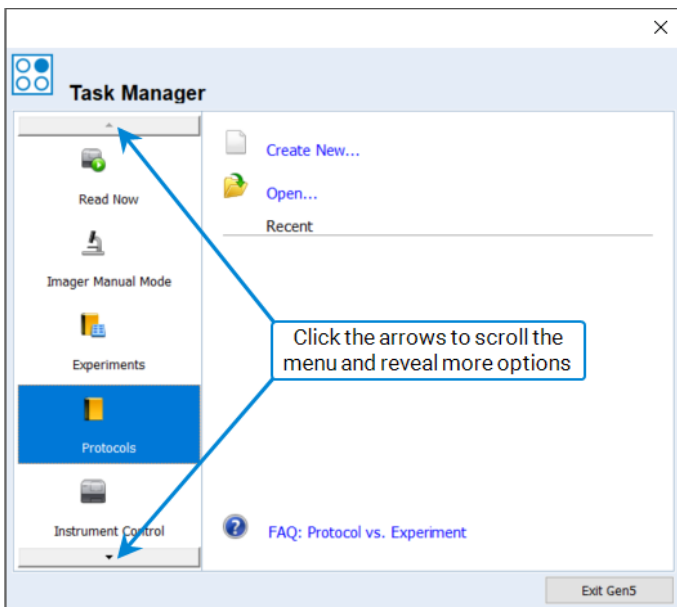 Task Manager
Read Now
Imager Manual Mode
Experiments
Protocols
Instrument Control
Create New...
Open...
Recent
Click the arrows to scroll the
menu and reveal more options
FAQ: Protocol vs. Experiment
Exit Gen5